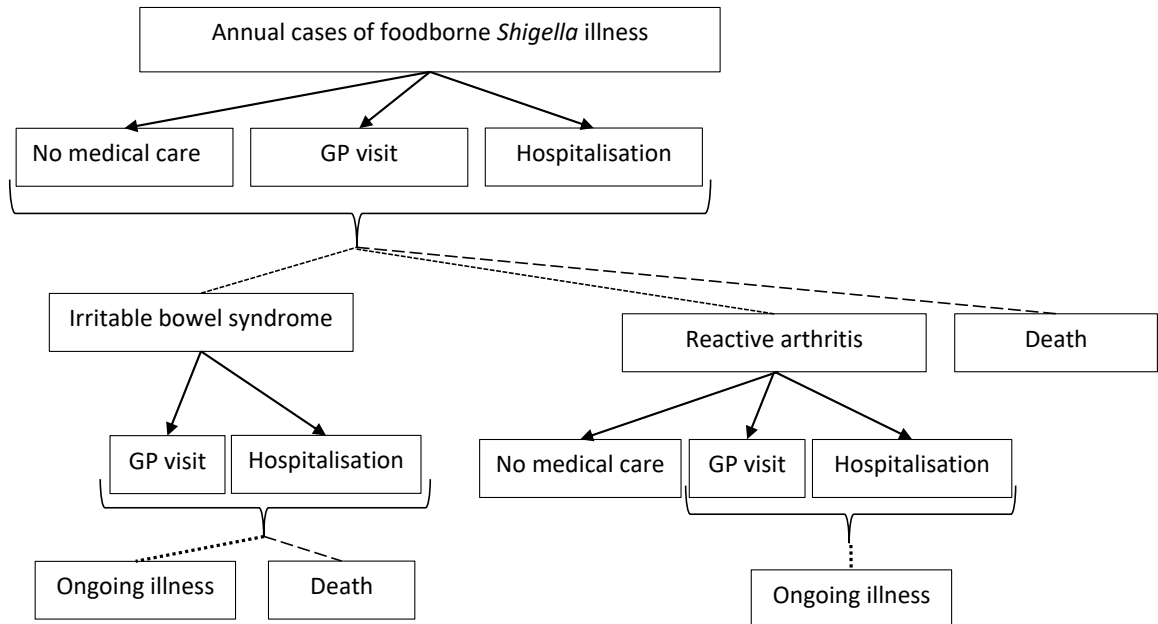 Annual cases of foodborne Shigella illness
No medical care
GP visit
Hospitalisation
Irritable bowel syndrome
Reactive arthritis
Death
GP visit
Hospitalisation
No medical care
GP visit
Hospitalisation
Ongoing illness
Death
Ongoing illness